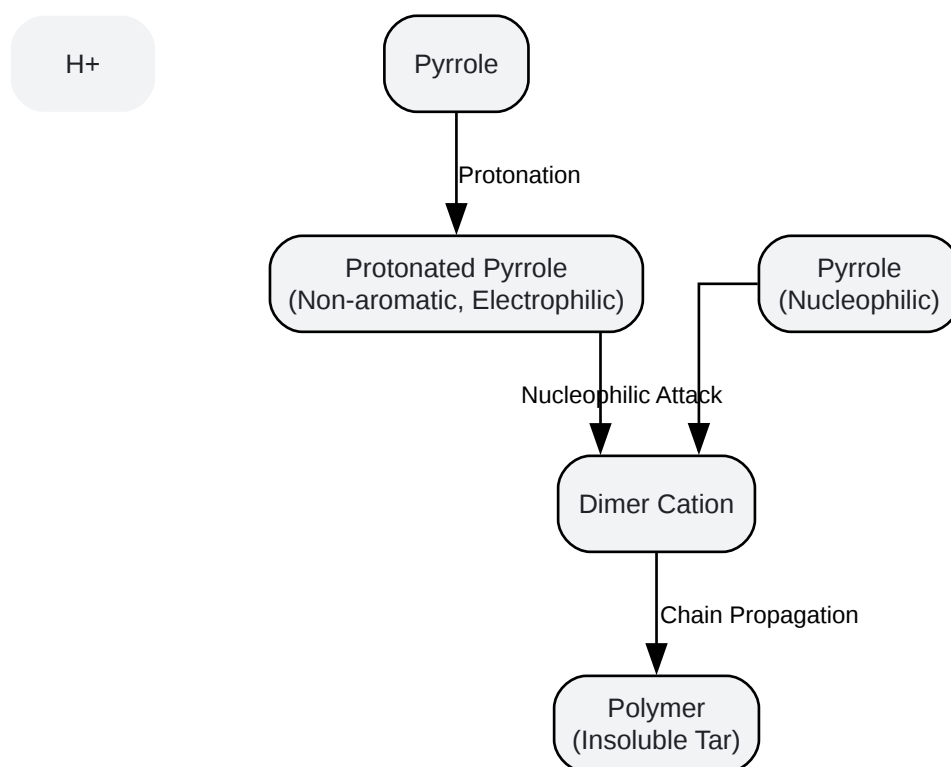 H+
Pyrrole
Protonation
Protonated Pyrrole
(Non-aromatic, Electrophilic)
Pyrrole
(Nucleophilic)
Nucleophilic Attack
Dimer Cation
Chain Propagation
Polymer
(Insoluble Tar)